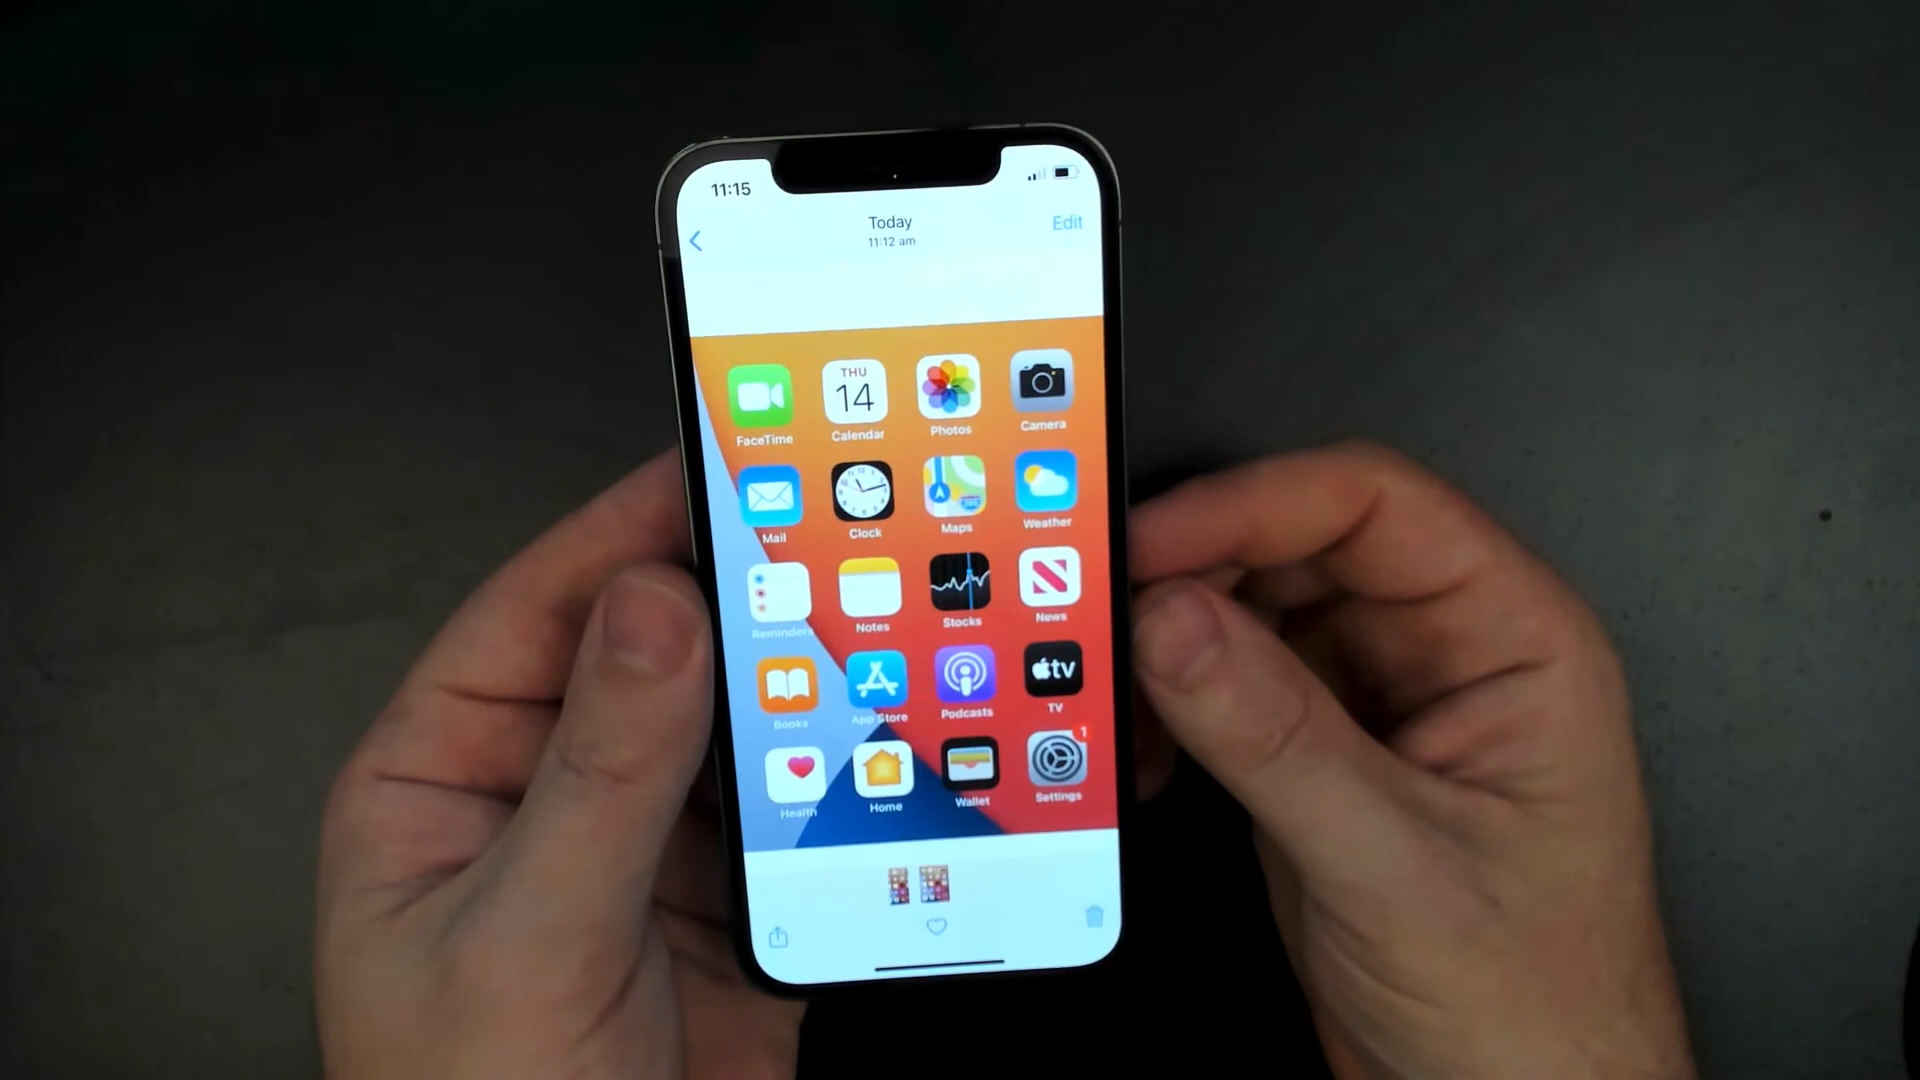 11:15
Today
11:12 am
Edit
THU
14
FaceTime
Calendar
Photos
Camera
Mail
Clock
Maps
Weather
Reminders
Notes
Stocks
News
tv
Books
App Store
Podcasts
TV
1
Health
Home
Wallet
Settings